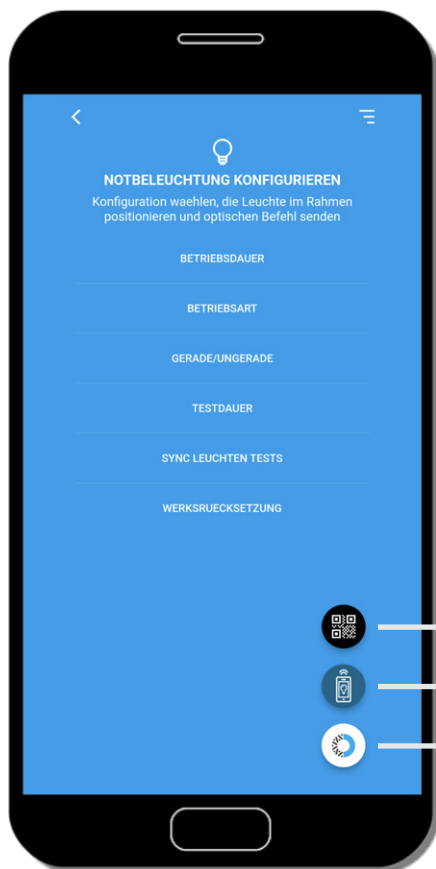 NOTBELEUCHTUNG KONFIGURIEREN
Konfiguration waehlen, die Leuchte im Rahmen
positionieren und optischen Befehl senden
BETRIEBSDAUER
BETRIEBSART
GERADE/UNGERADE
TESTDAUER
SYNC LEUCHTEN TESTS
WERKSRUECKSETZUNG